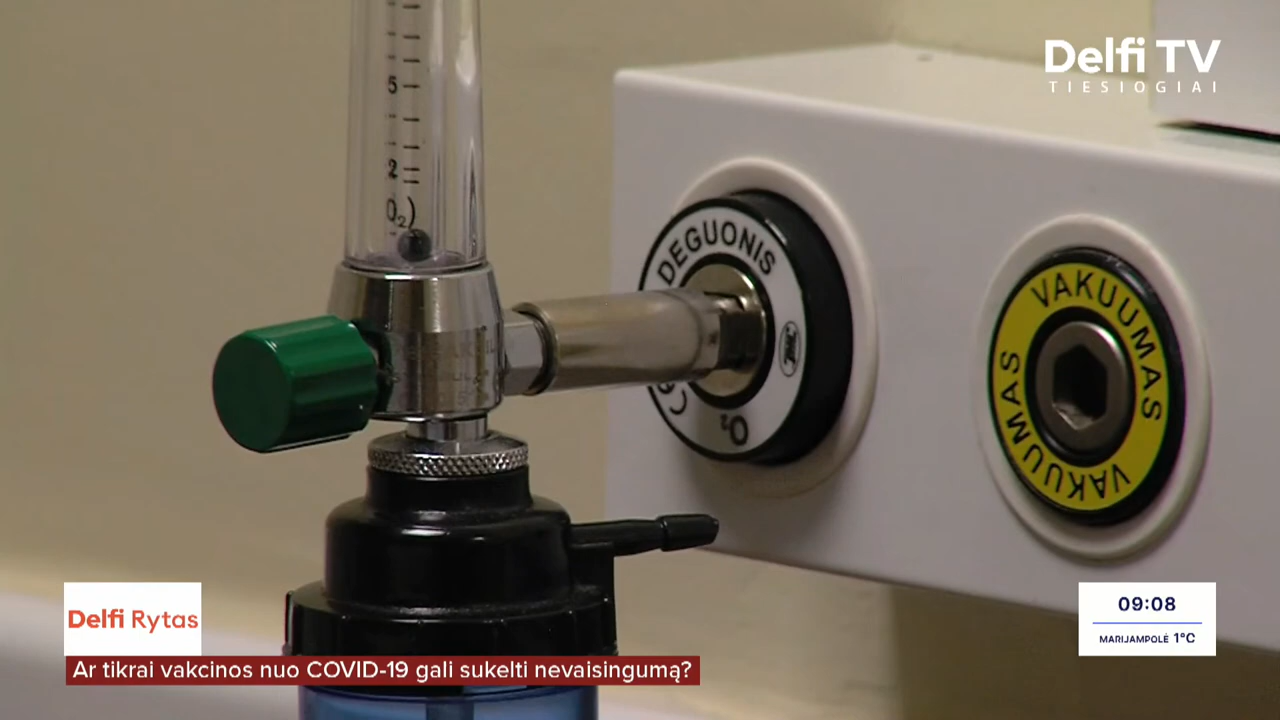 Delfi TV
TIESIOGIAI
5
2
O₂)
DEGUONIS
O₂
VAKUUMAS
VAKUUMAS
Delfi Rytas
09:08
MARIJAMPOLĖ 1°C
Ar tikrai vakcinos nuo COVID-19 gali sukelti nevaisingumą?